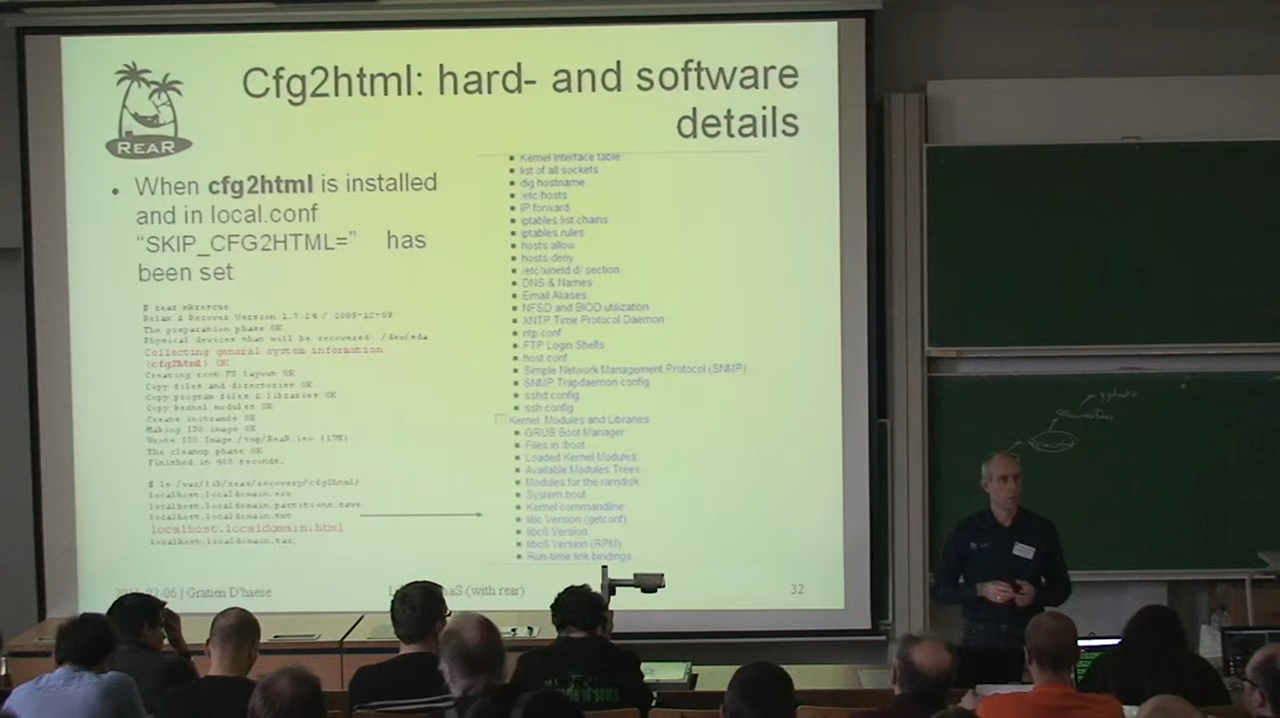 Cfg2html: hard- and software
details
REAR
• When cfg2html is installed
and in local.conf
“SKIP_CFG2HTML=” has
been set
$ rear mkrescue
Relax & Recover Version 1.7.24 / 2009-12-09
The preparation phase OK
Physical devices that will be recovered: /dev/sda
Collecting general system information
(cfg2html) OK
Creating root FS layout OK
Copy files and directories OK
Copy program files & libraries OK
Copy kernel modules OK
Create initramfs OK
Making ISO image OK
Wrote ISO Image /tmp/ReaR.iso (17M)
The cleanup phase OK
Finished in 488 seconds.
$ ls /var/lib/rear/recovery/cfg2html/
localhost.localdomain.err
localhost.localdomain.partitions.save
localhost.localdomain.txt
localhost.localdomain.html
localhost.localdomain.tar
Kernel Interface table
list of all sockets
dig hostname
/etc/hosts
IP forward
iptables list chains
iptables rules
hosts allow
hosts deny
/etc/xinetd.d/ section
DNS & Names
Email Aliases
NFSD and BIOD utilization
XNTP Time Protocol Daemon
ntp.conf
FTP Login Shells
host.conf
Simple Network Management Protocol (SNMP)
SNMP Trapdaemon config
sshd config
ssh config
Kernel, Modules and Libraries
GRUB Boot Manager
Files in /boot
Loaded Kernel Modules
Available Modules Trees
Modules for the ramdisk
System boot
Kernel commandline
libc Version (getconf)
libc6 Version
libc6 Version (RPM)
Run-time link bindings
-06 | Gratien D'haese
aaS (with rear)
32